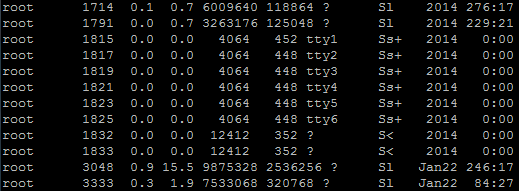 root 1714 0.1 0.7 6009640 118864 ? Sl 2014 276:17
root 1791 0.0 0.7 3263176 125048 ? Sl 2014 229:21
root 1815 0.0 0.0 4064 452 tty1 Ss+ 2014 0:00
root 1817 0.0 0.0 4064 448 tty2 Ss+ 2014 0:00
root 1819 0.0 0.0 4064 448 tty3 Ss+ 2014 0:00
root 1821 0.0 0.0 4064 448 tty4 Ss+ 2014 0:00
root 1823 0.0 0.0 4064 448 tty5 Ss+ 2014 0:00
root 1825 0.0 0.0 4064 448 tty6 Ss+ 2014 0:00
root 1832 0.0 0.0 12412 352 ? S< 2014 0:00
root 1833 0.0 0.0 12412 352 ? S< 2014 0:00
root 3048 0.9 15.5 9875328 2536256 ? Sl Jan22 246:17
root 3333 0.3 1.9 7533068 320768 ? Sl Jan22 84:27